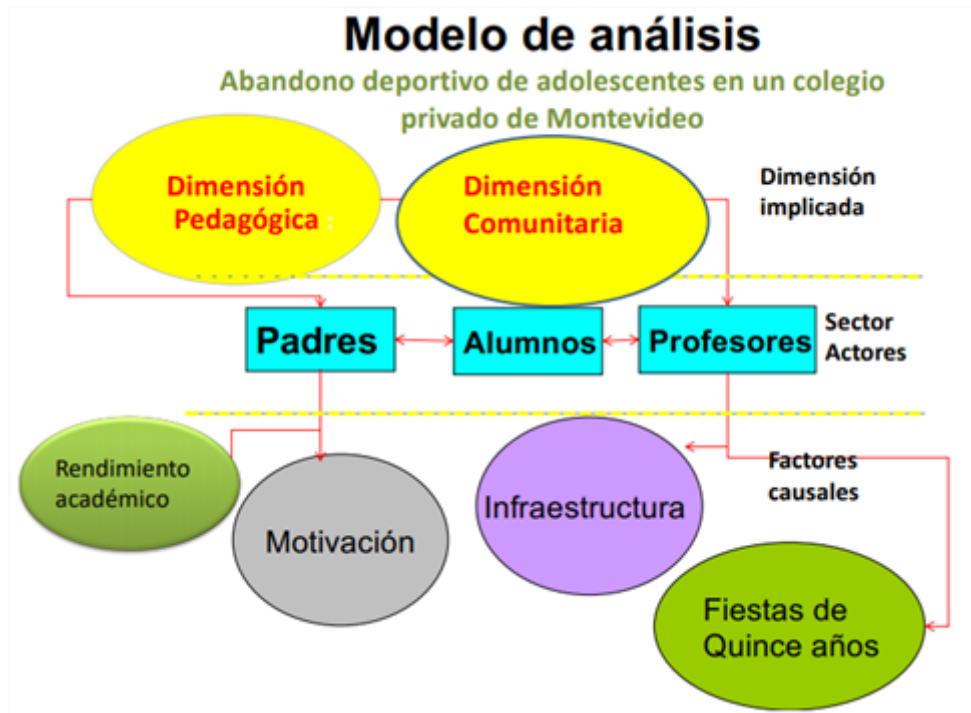 Modelo de análisis
Abandono deportivo de adolescentes en un colegio
privado de Montevideo
Dimensión
Pedagógica :
Dimensión
Comunitaria
Dimensión
implicada
Padres
Alumnos
Profesores
Sector
Actores
Rendimiento
académico
Motivación
Infraestructura
Factores
causales
Fiestas de
Quince años